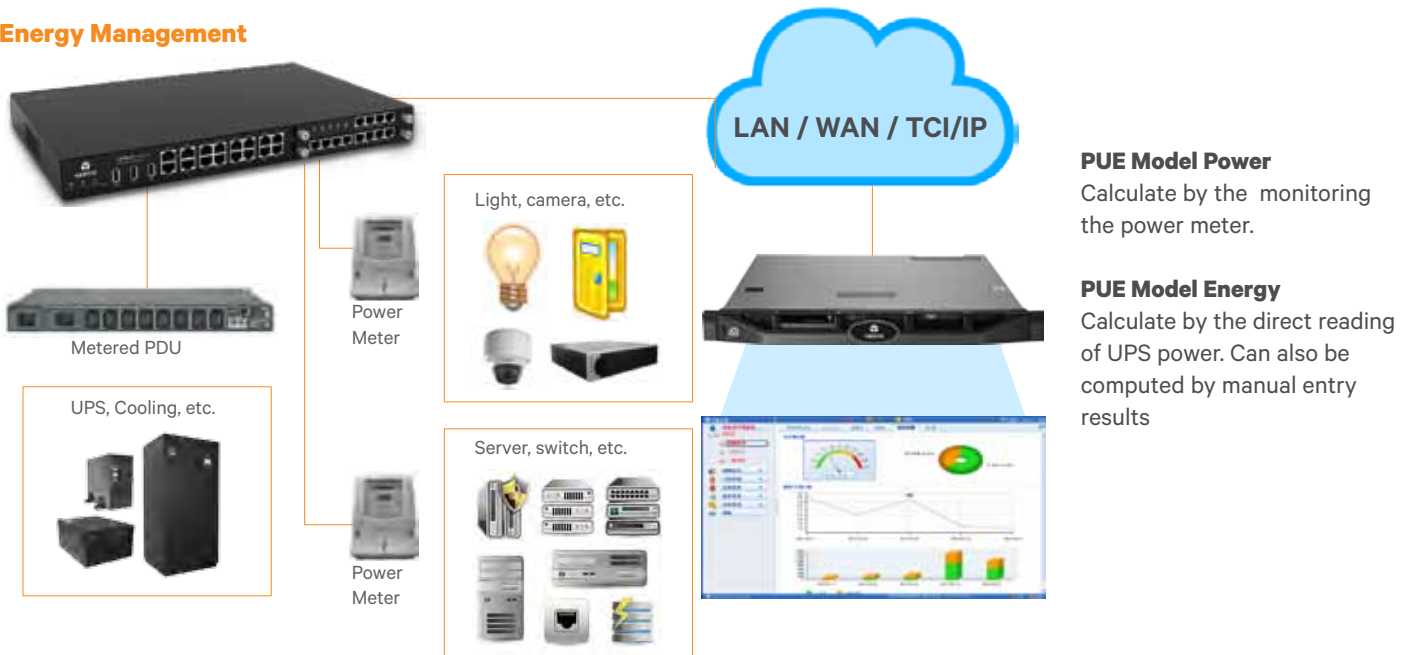 Energy Management
LAN / WAN / TCI/IP
Light, camera, etc.
Power
Meter
Metered PDU
UPS, Cooling, etc.
Server, switch, etc.
Power
Meter
PUE Model Power
Calculate by the monitoring
the power meter.
PUE Model Energy
Calculate by the direct reading
of UPS power. Can also be
computed by manual entry
results